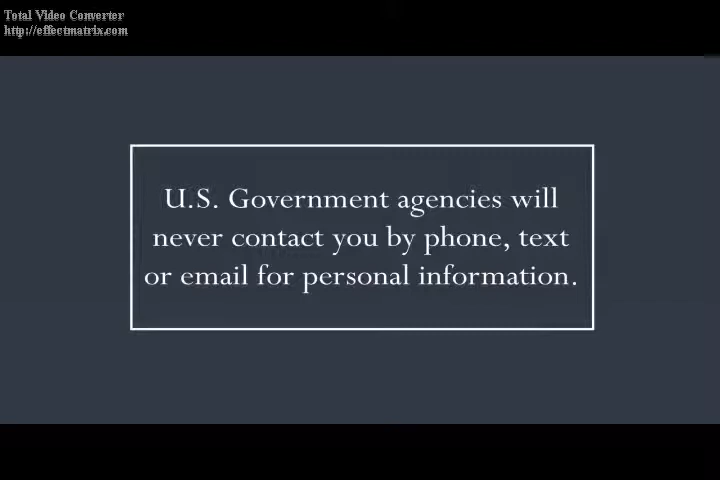 Total Video Converter
http://effectmatrix.com
U.S. Government agencies will
never contact you by phone, text
or email for personal information.